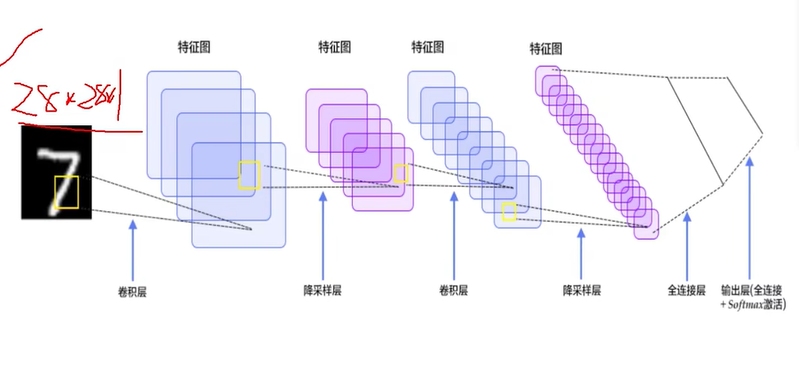 特征图
特征图
特征图
特征图
28×28×1
7
卷积层
降采样层
卷积层
降采样层
全连接层
输出层(全连接
+Softmax激活)